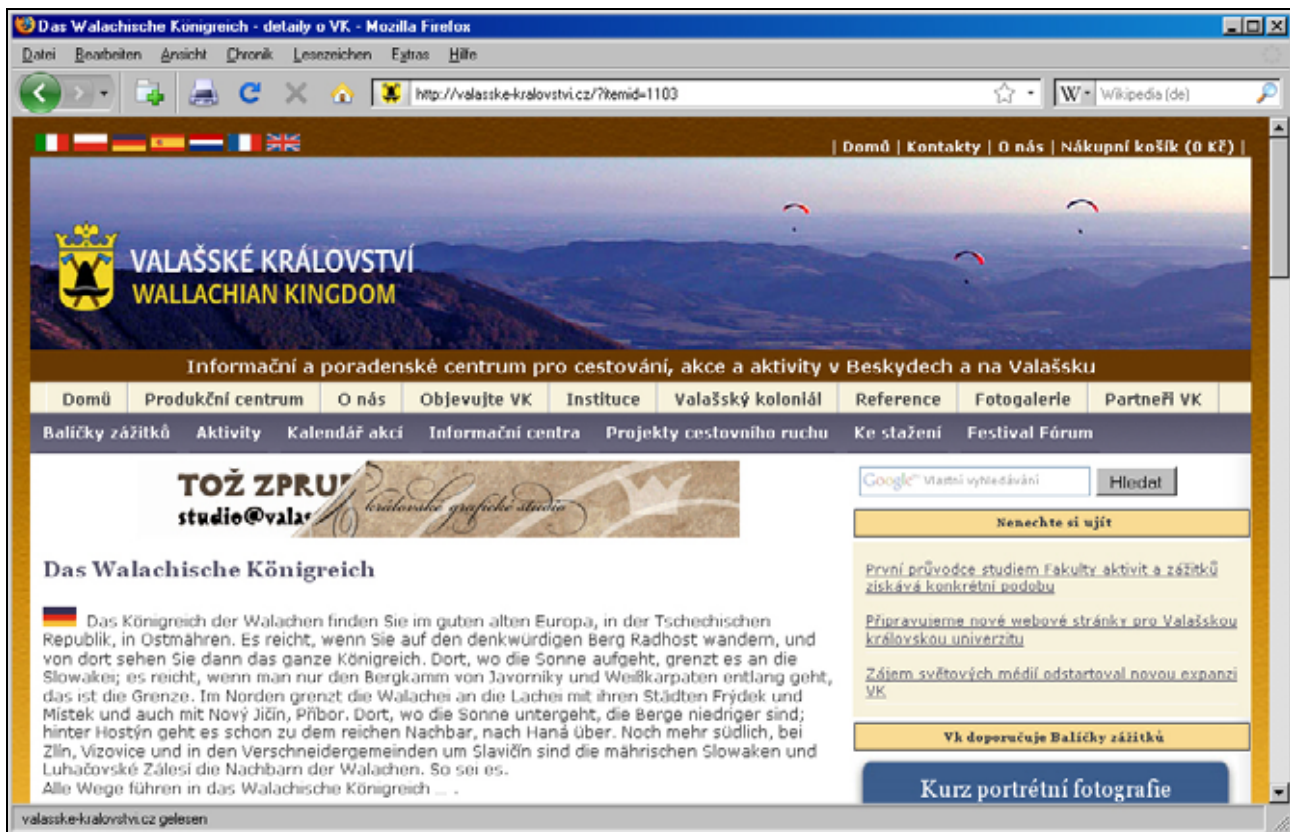 Das Walachische Königreich - detaily o VK - Mozilla Firefox
Datei Bearbeiten Ansicht Chronik Lesezeichen Extras Hilfe
http://valasske-kralovstvi.cz/?itemid=1103
W Wikipedia (de)
| Domů | Kontakty | O nás | Nákupní košík (0 Kč) |
VALAŠSKÉ KRÁLOVSTVÍ
WALLACHIAN KINGDOM
Informační a poradenské centrum pro cestování, akce a aktivity v Beskydech a na Valašsku
Domů Produkční centrum O nás Objevujte VK Instituce Valašský koloniál Reference Fotogalerie Partneři VK
Balíčky zážitků Aktivity Kalendář akcí Informační centra Projekty cestovního ruchu Ke stažení Festival Fórum
TOŽ ZPRU
studio@valas
královské grafické studio
Das Walachische Königreich
Das Königreich der Walachen finden Sie im guten alten Europa, in der Tschechischen
Republik, in Ostmähren. Es reicht, wenn Sie auf den denkwürdigen Berg Radhost wandern, und
von dort sehen Sie dann das ganze Königreich. Dort, wo die Sonne aufgeht, grenzt es an die
Slowakei; es reicht, wenn man nur den Bergkamm von Javorniky und Weißkarpaten entlang geht,
das ist die Grenze. Im Norden grenzt die Walachei an die Lachei mit ihren Städten Frýdek und
Místek und auch mit Nový Jičín, Příbor. Dort, wo die Sonne untergeht, die Berge niedriger sind;
hinter Hostýn geht es schon zu dem reichen Nachbar, nach Haná über. Noch mehr südlich, bei
Zlín, Vizovice und in den Verschneidergemeinden um Slavičín sind die mährischen Slowaken und
Luhačovské Zálesí die Nachbarn der Walachen. So sei es.
Alle Wege führen in das Walachische Königreich ... .
Google™ Vlastní vyhledávání Hledat
Nenechte si ujít
První průvodce studiem Fakulty aktivit a zážitků
získává konkrétní podobu
Připravujeme nové webové stránky pro Valašskou
královskou univerzitu
Zájem světových médií odstartoval novou expanzi
VK
Vk doporučuje Balíčky zážitků
Kurz portrétní fotografie
valasske-kralovstvi.cz gelesen